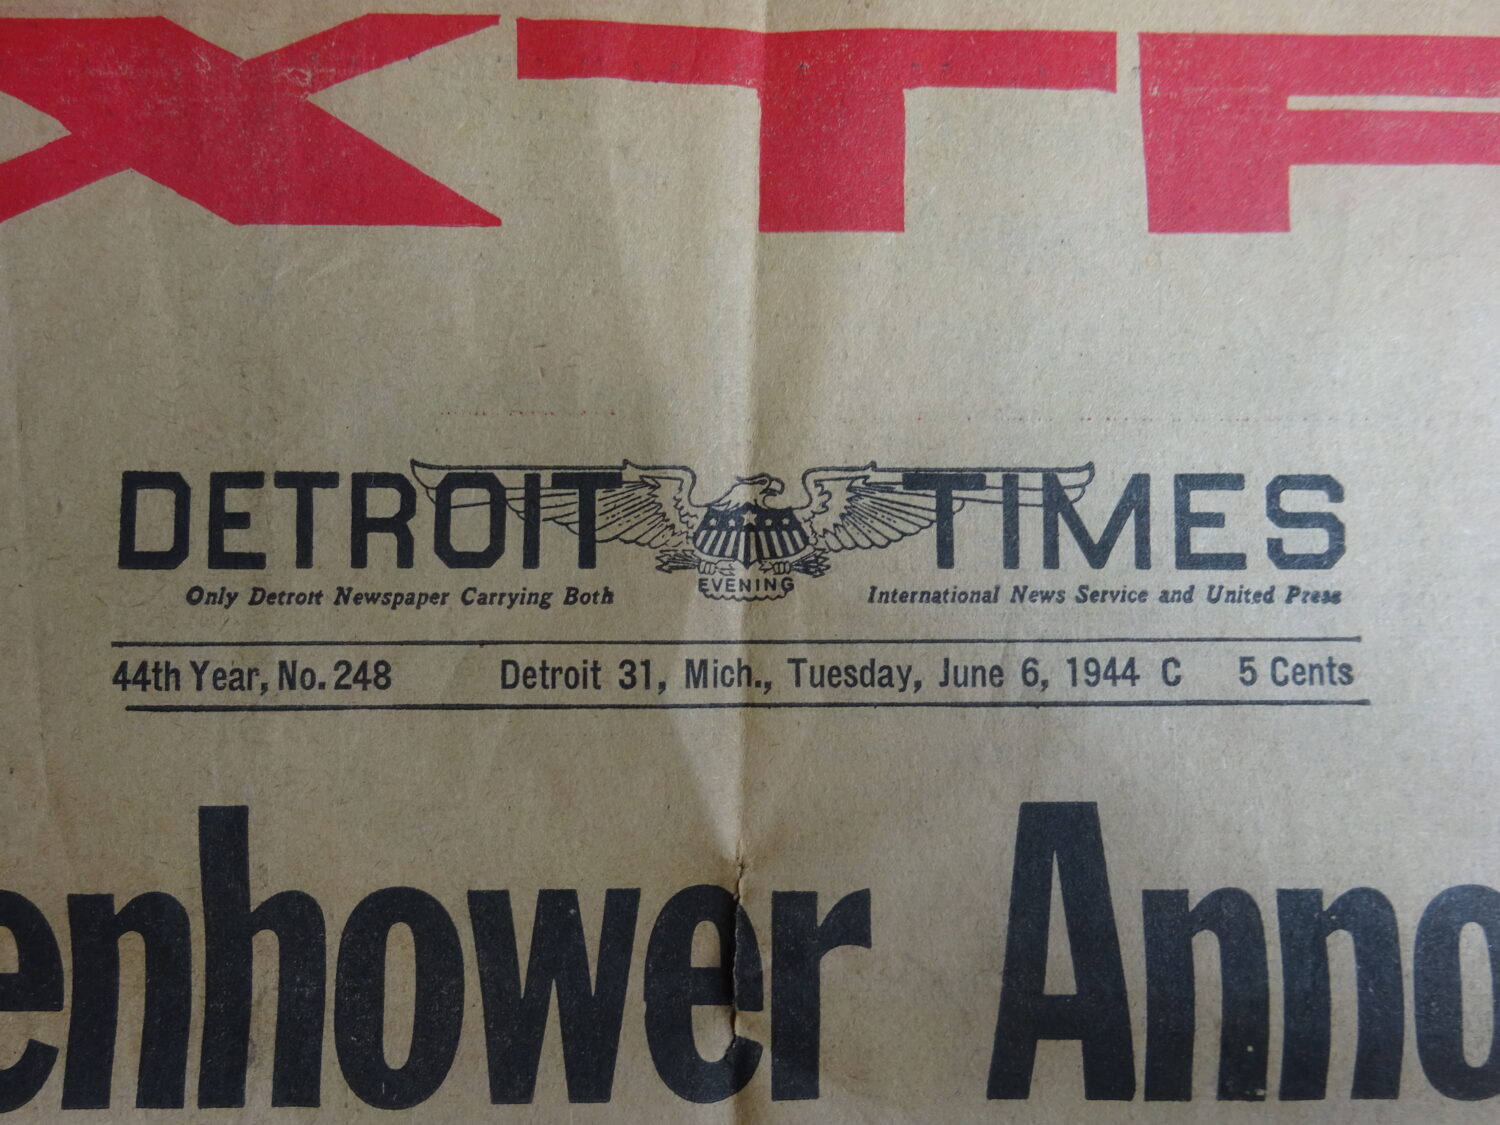 XTR
DETROIT EVENING TIMES
Only Detroit Newspaper Carrying Both International News Service and United Press
44th Year, No. 248 Detroit 31, Mich., Tuesday, June 6, 1944 C 5 Cents
enhower Anno